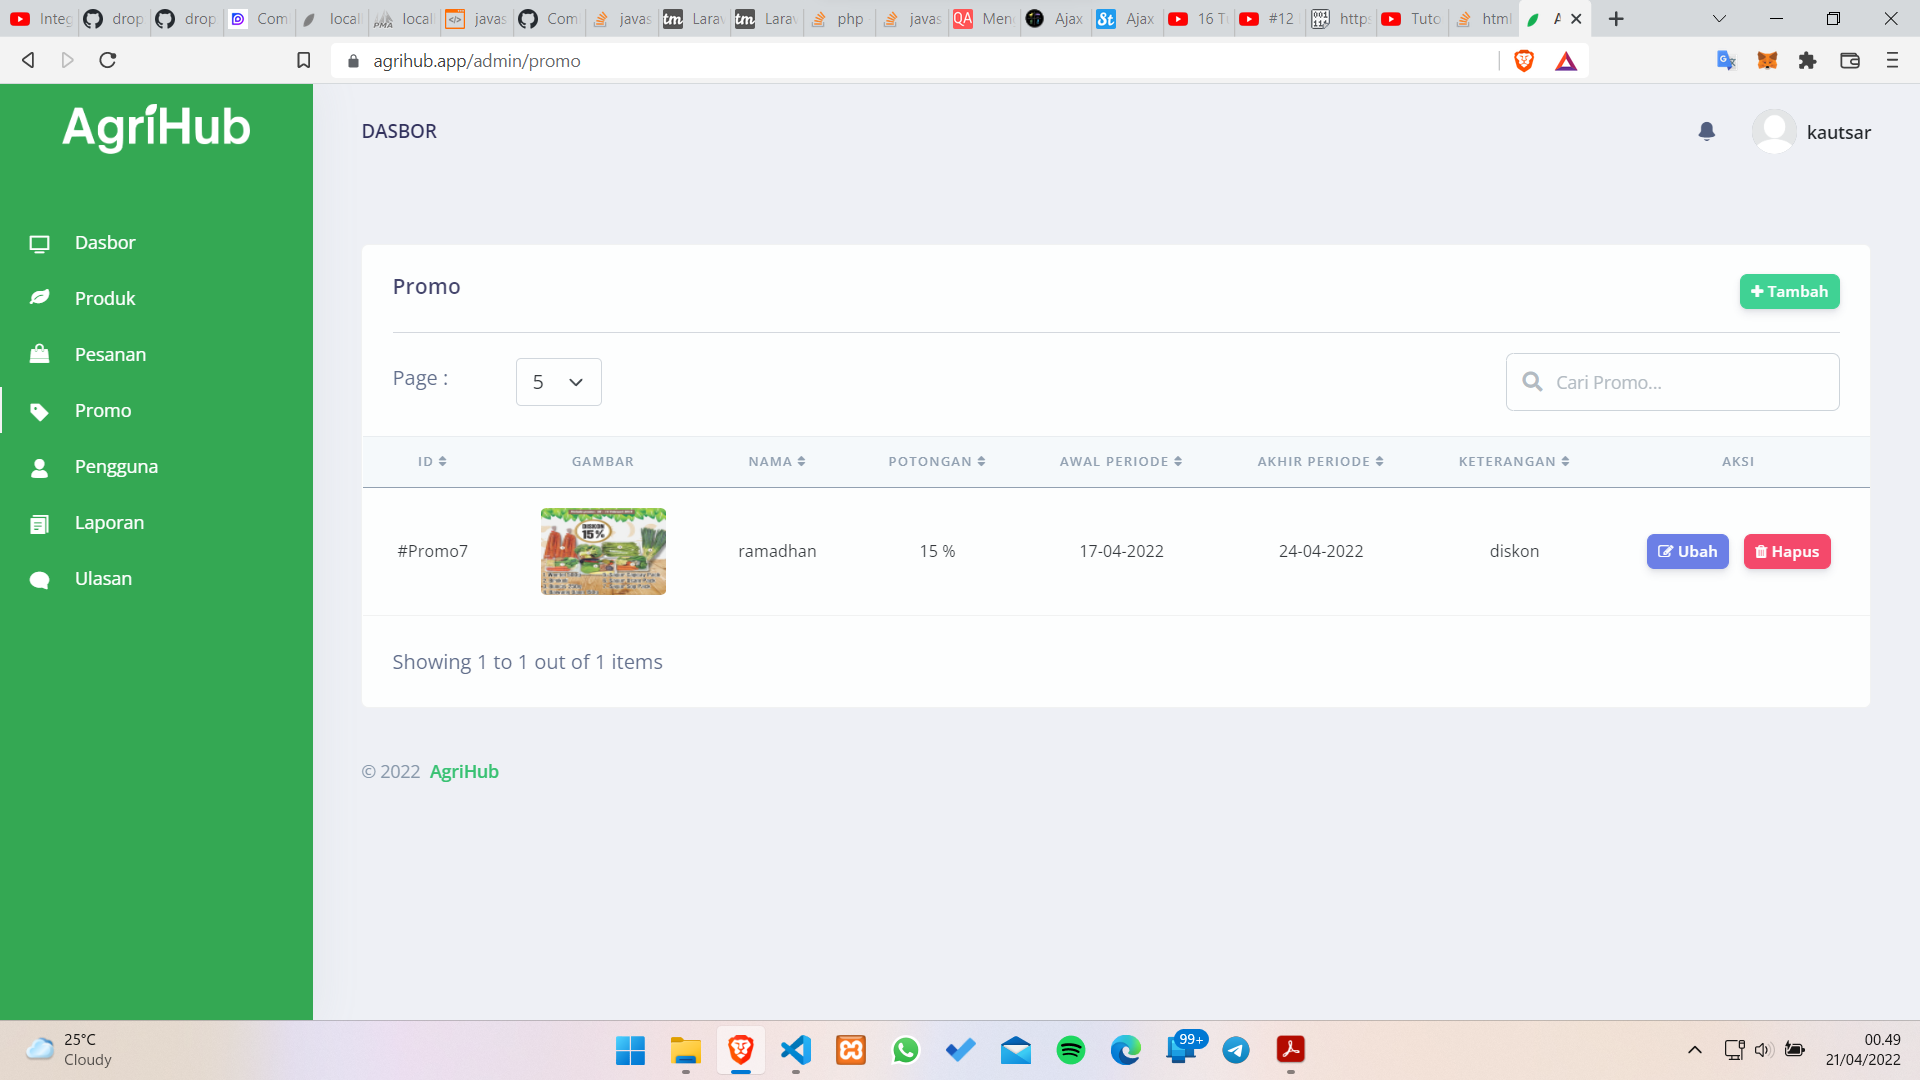 Integ
drop
drop
Com
local
local
javas
Com
javas
Lara
Lara
php
javas
Men
Ajax
Ajax
16 Tu
#12
https
Tuto
html
agrihub.app/admin/promo
AgriHub
DASBOR
kautsar
Dasbor
Produk
Pesanan
Promo
Pengguna
Laporan
Ulasan
Promo
Tambah
Page :
5
Cari Promo...
ID GAMBAR NAMA POTONGAN AWAL PERIODE AKHIR PERIODE KETERANGAN AKSI
#Promo7 ramadhan 15 % 17-04-2022 24-04-2022 diskon Ubah Hapus
DISKON
15%
Showing 1 to 1 out of 1 items
© 2022 AgriHub
25°C
Cloudy
99+
00.49
21/04/2022